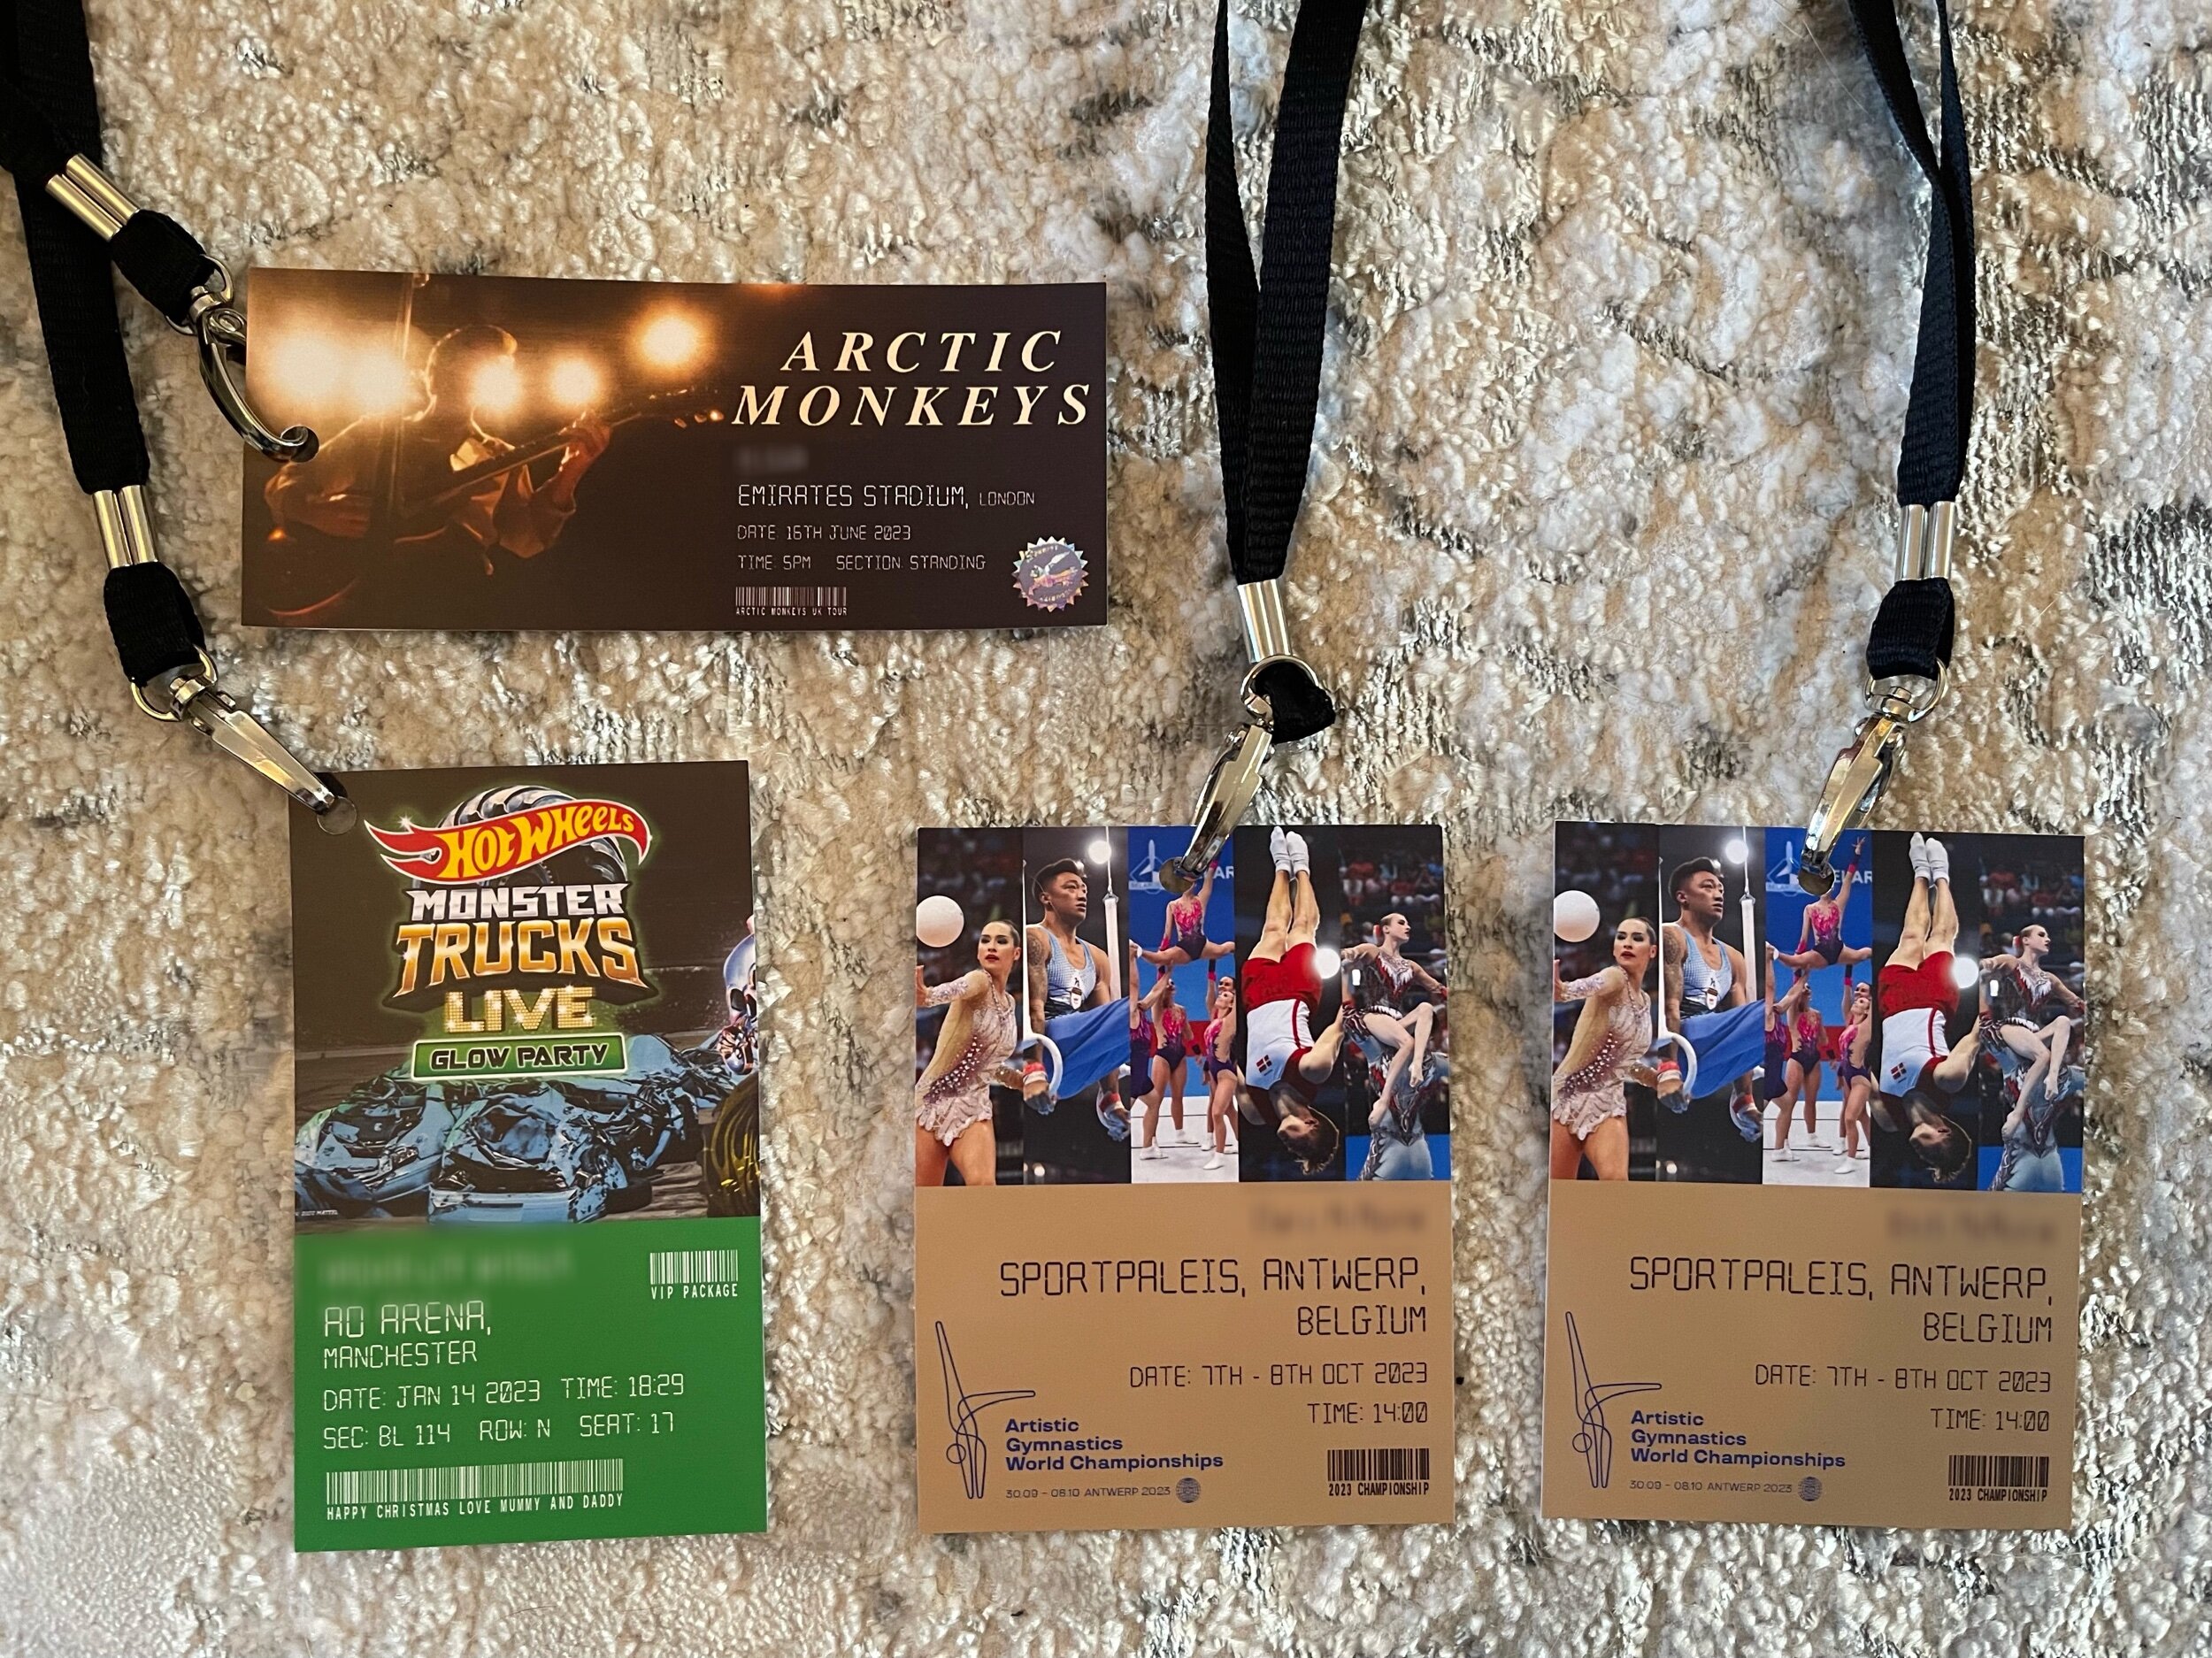 ARCTIC
MONKEYS
EMIRATES STADIUM, LONDON
DATE 16TH JUNE 2023
TIME: 5PM SECTION: STANDING
ARCTIC MONKEYS UK TOUR
HOT WHEELS
MONSTER
TRUCKS
LIVE
GLOW PARTY
VIP PACKAGE
AO ARENA,
MANCHESTER
DATE: JAN 14 2023 TIME: 18:29
SEC: BL 114 ROW: N SEAT: 17
HAPPY CHRISTMAS LOVE MUMMY AND DADDY
SPORTPALEIS, ANTWERP,
BELGIUM
DATE: 7TH - 8TH OCT 2023
TIME: 14:00
Artistic
Gymnastics
World Championships
30.09 - 08.10 ANTWERP 2023
2023 CHAMPIONSHIP
SPORTPALEIS, ANTWERP,
BELGIUM
DATE: 7TH - 8TH OCT 2023
TIME: 14:00
Artistic
Gymnastics
World Championships
30.09 - 08.10 ANTWERP 2023
2023 CHAMPIONSHIP